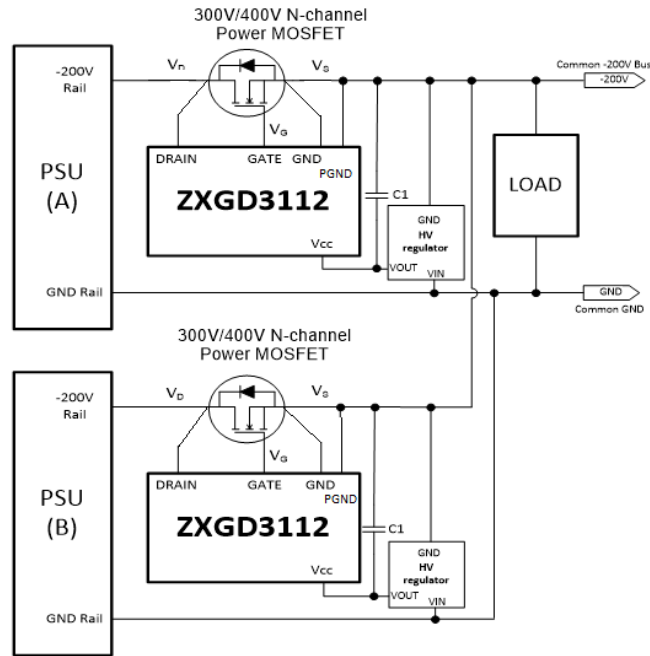 300V/400V N-channel
Power MOSFET
-200V
Rail
VD
VS
Common -200V Bus
-200V
VG
DRAIN
GATE
GND
PGND
PSU
(A)
ZXGD3112
C1
LOAD
GND
HV
regulator
Vcc
VOUT
VIN
GND Rail
GND
Common GND
300V/400V N-channel
Power MOSFET
-200V
Rail
VD
VS
VG
DRAIN
GATE
GND
PGND
PSU
(B)
ZXGD3112
C1
GND
HV
regulator
Vcc
VOUT
VIN
GND Rail